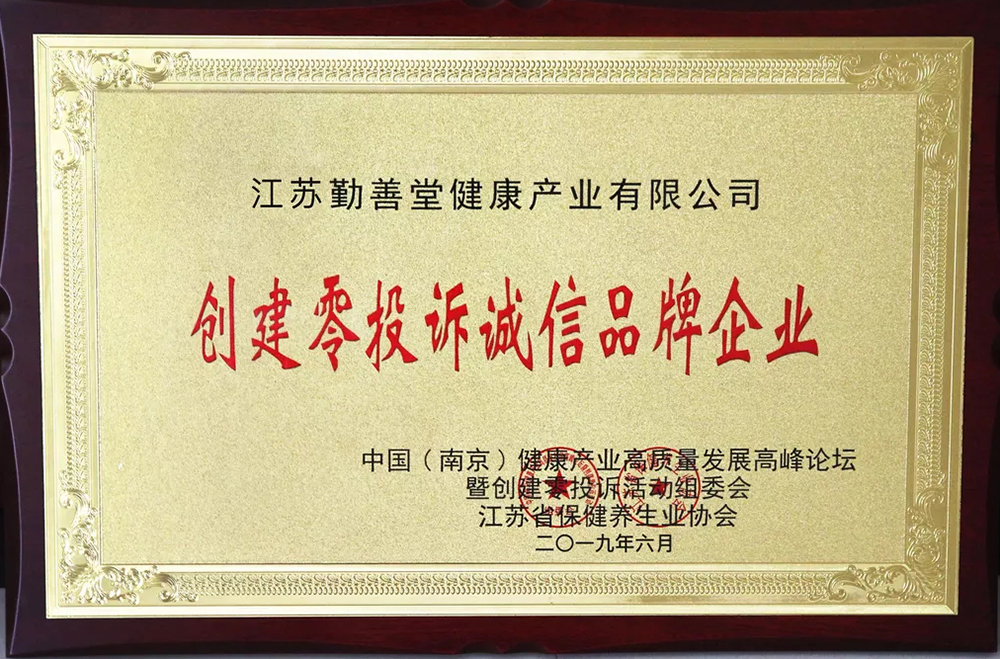 江苏勤善堂健康产业有限公司
创建零投诉诚信品牌企业
中国（南京）健康产业高质量发展高峰论坛
暨创建零投诉活动组委会
江苏省保健养生业协会
二〇一九年六月